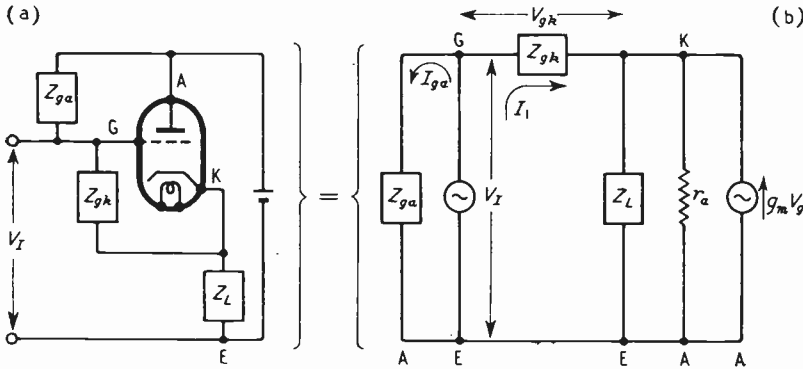 (a)
A
Z_ga
G
K
Z_gk
V_I
Z_L
E
=
(b)
V_gk
G
Z_gk
K
I_ga
I_1
Z_ga
V_I
Z_L
r_a
g_m V_g
A E E A A